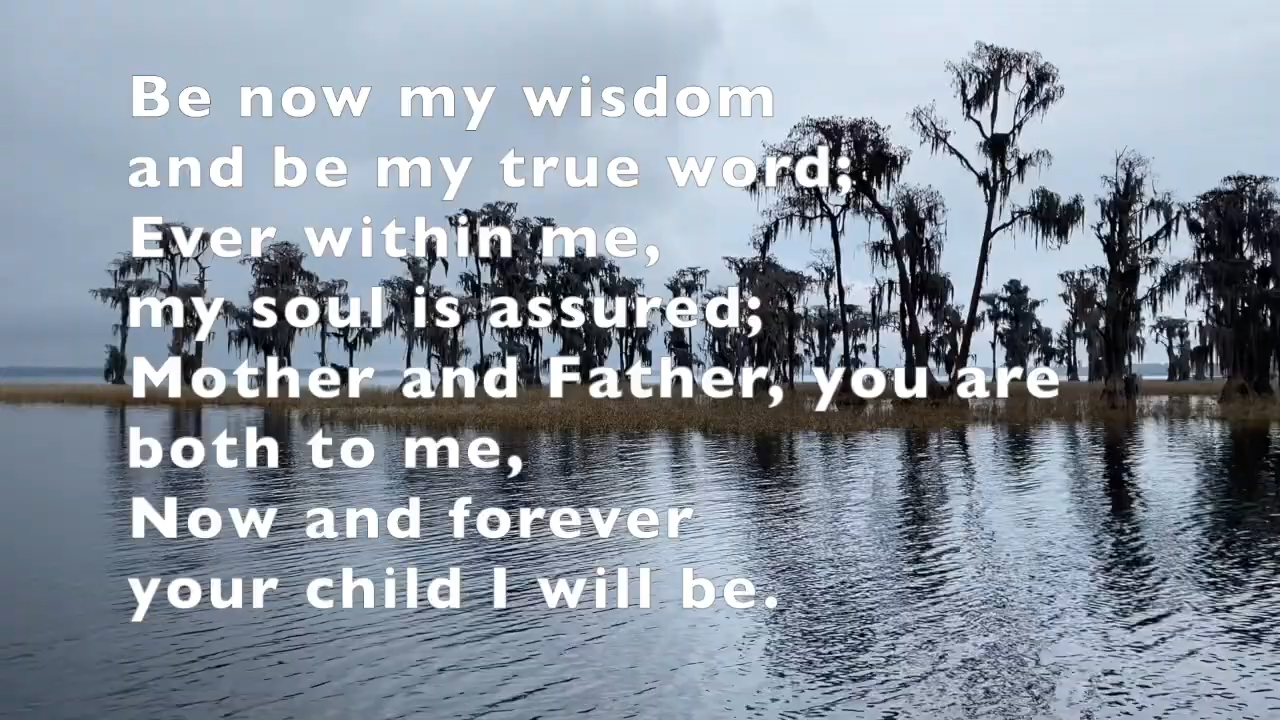 Be now my wisdom
and be my true word;
Ever within me,
my soul is assured;
Mother and Father, you are
both to me,
Now and forever
your child I will be.